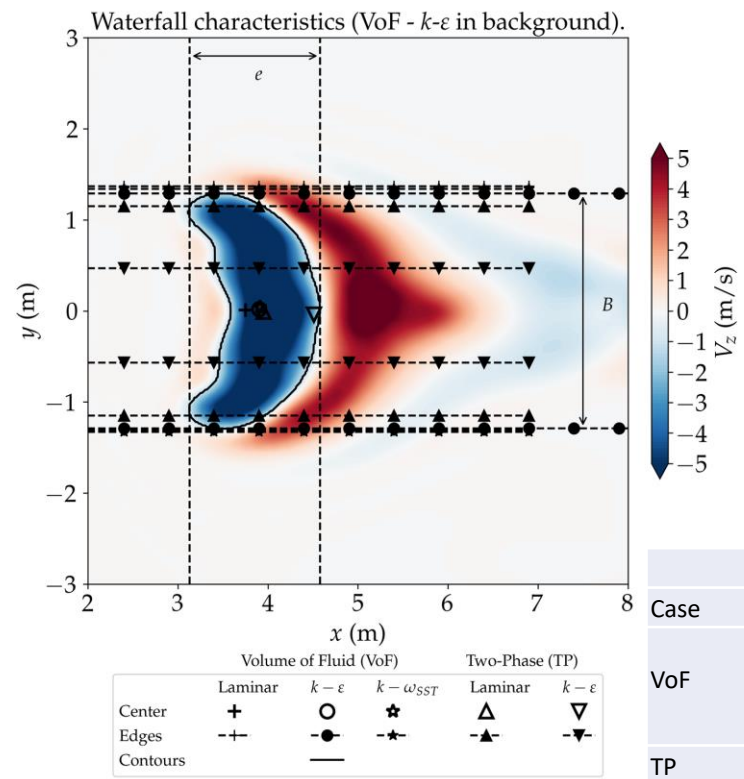 Waterfall characteristics (VoF - k-ε in background).
3
2
1
0
−1
−2
−3
y (m)
e
B
2 3 4 5 6 7 8
x (m)
5
4
3
2
1
0
−1
−2
−3
−4
−5
V_z (m/s)
Volume of Fluid (VoF) Two-Phase (TP)
Laminar k − ε k − ω_SST Laminar k − ε
Center
Edges
Contours
Case
VoF
TP